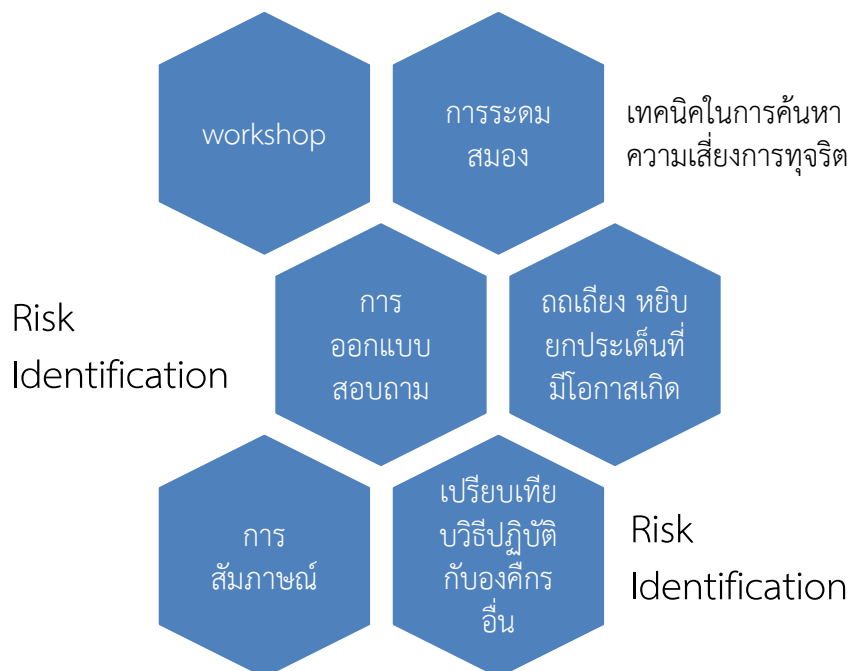 workshop
การระดม
สมอง
เทคนิคในการค้นหา
ความเสี่ยงการทุจริต
Risk
Identification
การ
ออกแบบ
สอบถาม
ถถเถียง หยิบ
ยกประเด็นที่
มีโอกาสเกิด
การ
สัมภาษณ์
เปรียบเทีย
บวิธีปฏิบัติ
กับองค์กร
อื่น
Risk
Identification